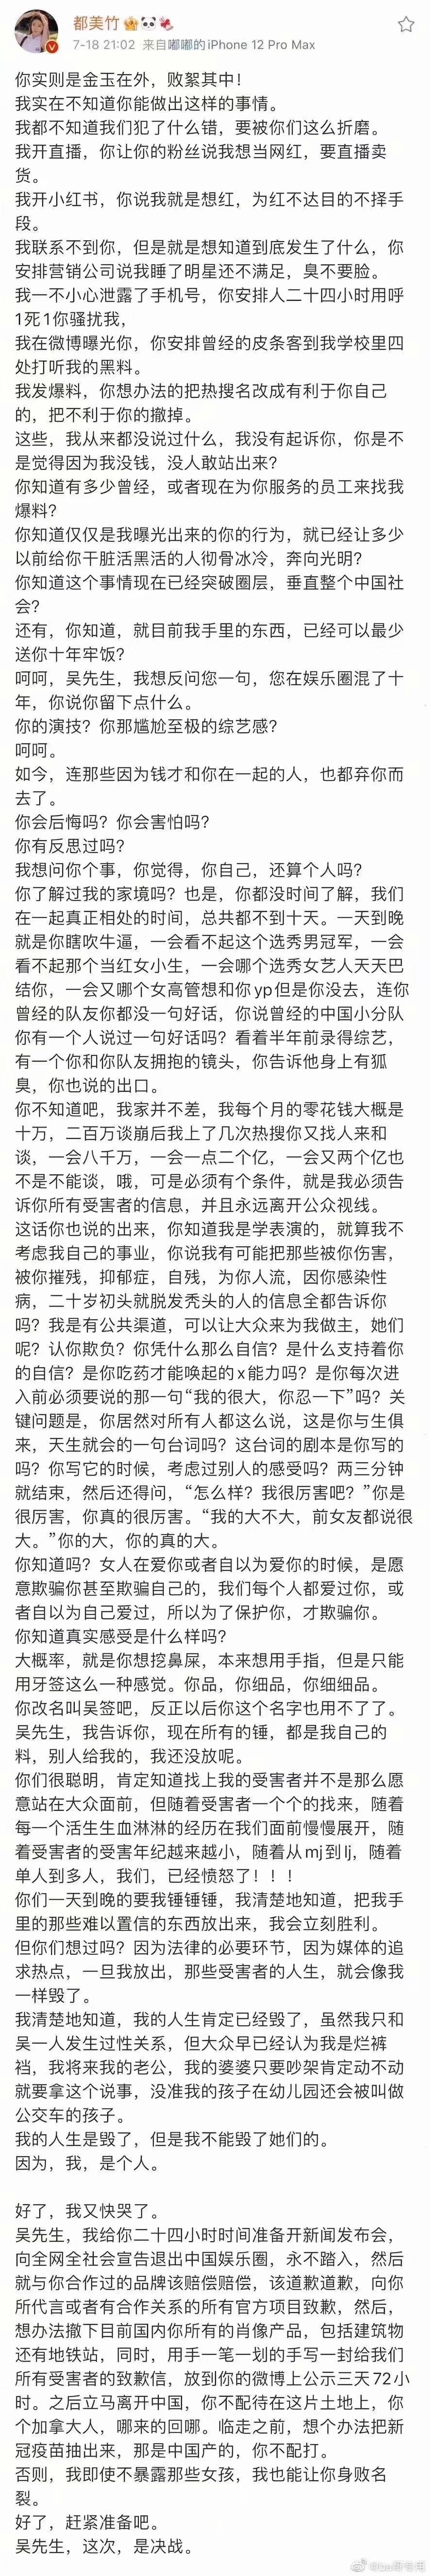 都美竹
7-18 21:02 来自嘟嘟的iPhone 12 Pro Max
你实则是金玉在外，败絮其中！
我实在不知道你能做出这样的事情。
我都不知道我们犯了什么错，要被你们这么折磨。
我开直播，你让你的粉丝说我想当网红，要直播卖
货。
我开小红书，你说我就是想红，为红不达目的不择手
段。
我联系不到你，但是就是想知道到底发生了什么，你
安排营销公司说我睡了明星还不满足，臭不要脸。
我一不小心泄露了手机号，你安排人二十四小时用呼
1死1你骚扰我，
我在微博曝光你，你安排曾经的皮条客到我学校里四
处打听我的黑料。
我发爆料，你想办法的把热搜名改成有利于你自己
的，把不利于你的撤掉。
这些，我从来都没说过什么，我没有起诉你，你是不
是觉得因为我没钱，没人敢站出来？
你知道有多少曾经，或者现在为你服务的员工来找我
爆料？
你知道仅仅是我曝光出来的你的行为，就已经让多少
以前给你干脏活黑活的人彻骨冰冷，奔向光明？
你知道这个事情现在已经突破圈层，垂直整个中国社
会？
还有，你知道，就目前我手里的东西，已经可以最少
送你十年牢饭？
呵呵，吴先生，我想反问您一句，您在娱乐圈混了十
年，你说你留下点什么。
你的演技？你那尴尬至极的综艺感？
呵呵。
如今，连那些因为钱才和你在一起的人，也都弃你而
去了。
你会后悔吗？你会害怕吗？
你有反思过吗？
我想问你个事，你觉得，你自己，还算个人吗？
你了解过我的家境吗？也是，你都没时间了解，我们
在一起真正相处的时间，总共都不到十天。一天到晚
就是你瞎吹牛逼，一会看不起这个选秀男冠军，一会
看不起那个当红女小生，一会哪个选秀女艺人天天巴
结你，一会又哪个女高管想和你yp但是你没去，连你
曾经的队友你都没一句好话，你说曾经的中国小分队
你有一个人说过一句好话吗？看着半年前录得综艺，
有一个你和你队友拥抱的镜头，你告诉他身上有狐
臭，你也说的出口。
你不知道吧，我家并不差，我每个月的零花钱大概是
十万，二百万谈崩后我上了几次热搜你又找人来和
谈，一会八千万，一会一点二个亿，一会又两个亿也
不是不能谈，哦，可是必须有个条件，就是我必须告
诉你所有受害者的信息，并且永远离开公众视线。
这话你也说的出来，你知道我是学表演的，就算我不
考虑我自己的事业，你说我有可能把那些被你伤害，
被你摧残，抑郁症，自残，为你人流，因你感染性
病，二十岁初头就脱发秃头的人的信息全都告诉你
吗？我是有公共渠道，可以让大众来为我做主，她们
呢？认你欺负？你凭什么那么自信？是什么支持着你
的自信？是你吃药才能唤起的x能力吗？是你每次进
入前必须要说的那一句“我的很大，你忍一下”吗？关
键问题是，你居然对所有人都这么说，这是你与生俱
来，天生就会的一句台词吗？这台词的剧本是你写的
吗？你写它的时候，考虑过别人的感受吗？两三分钟
就结束，然后还得问，“怎么样？我很厉害吧？”你是
很厉害，你真的很厉害。“我的大不大，前女友都说很
大。”你的大，你的真的大。
你知道吗？女人在爱你或者自以为爱你的时候，是愿
意欺骗你甚至欺骗自己的，我们每个人都爱过你，或
者自以为自己爱过，所以为了保护你，才欺骗你。
你知道真实感受是什么样吗？
大概率，就是你想挖鼻屎，本来想用手指，但是只能
用牙签这么一种感觉。你品，你细品，你细细品。
你改名叫吴签吧，反正以后你这个名字也用不了了。
吴先生，我告诉你，现在所有的锤，都是我自己的
料，别人给我的，我还没放呢。
你们很聪明，肯定知道找上我的受害者并不是那么愿
意站在大众面前，但随着受害者一个个的找来，随着
每一个活生生血淋淋的经历在我们面前慢慢展开，随
着受害者的受害年纪越来越小，随着从mj到lj，随着
单人到多人，我们，已经愤怒了！！！
你们一天到晚的要我锤锤锤，我清楚地知道，把我手
里的那些难以置信的东西放出来，我会立刻胜利。
但你们想过吗？因为法律的必要环节，因为媒体的追
求热点，一旦我放出，那些受害者的人生，就会像我
一样毁了。
我清楚地知道，我的人生肯定已经毁了，虽然我只和
吴一人发生过性关系，但大众早已经认为我是烂裤
裆，我将来我的老公，我的婆婆只要吵架肯定动不动
就要拿这个说事，没准我的孩子在幼儿园还会被叫做
公交车的孩子。
我的人生是毁了，但是我不能毁了她们的。
因为，我，是个人。
好了，我又快哭了。
吴先生，我给你二十四小时时间准备开新闻发布会，
向全网全社会宣告退出中国娱乐圈，永不踏入，然后
就与你合作过的品牌该赔偿赔偿，该道歉道歉，向你
所代言或者有合作关系的所有官方项目致歉，然后，
想办法撤下目前国内你所有的肖像产品，包括建筑物
还有地铁站，同时，用手一笔一划的手写一封给我们
所有受害者的致歉信，放到你的微博上公示三天72小
时。之后立马离开中国，你不配待在这片土地上，你
个加拿大人，哪来的回哪。临走之前，想个办法把新
冠疫苗抽出来，那是中国产的，你不配打。
否则，我即使不暴露那些女孩，我也能让你身败名
裂。
好了，赶紧准备吧。
吴先生，这次，是决战。